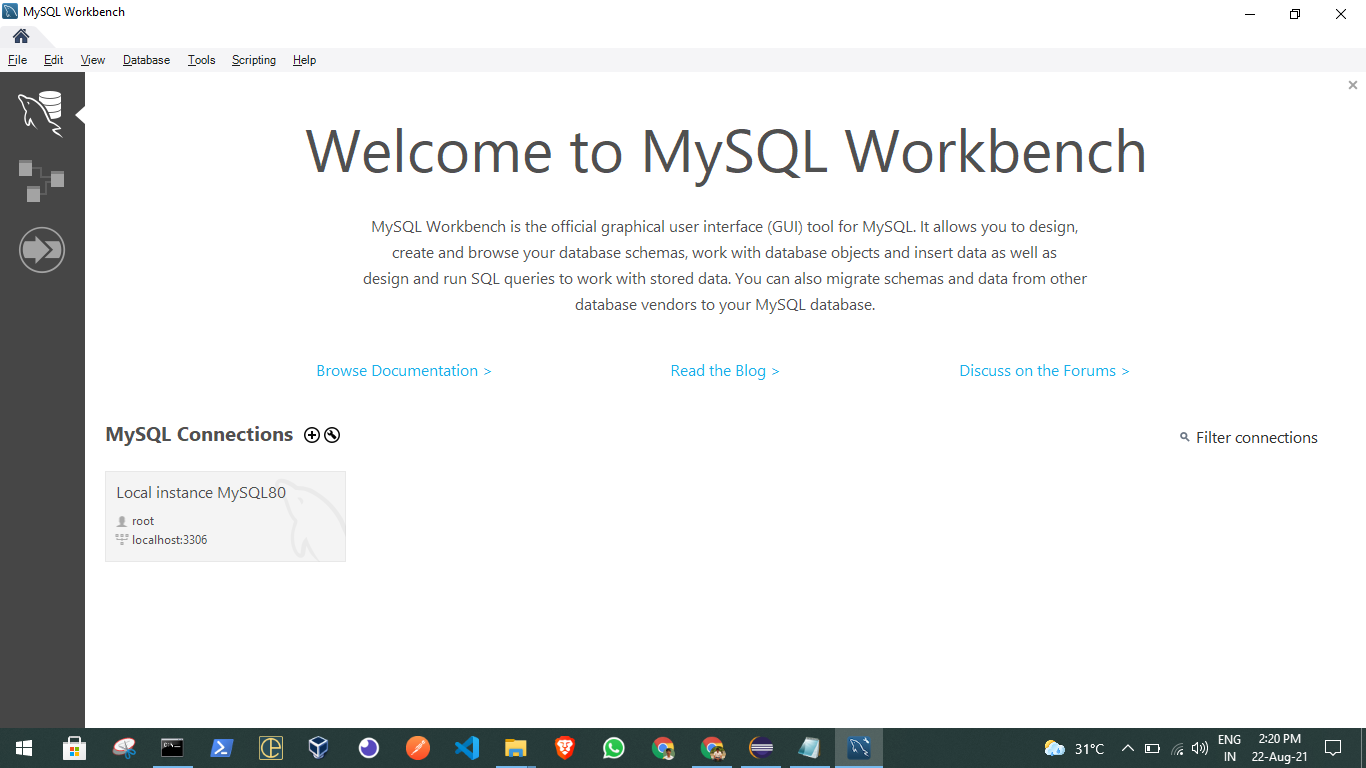 MySQL Workbench
File Edit View Database Tools Scripting Help
Welcome to MySQL Workbench
MySQL Workbench is the official graphical user interface (GUI) tool for MySQL. It allows you to design,
create and browse your database schemas, work with database objects and insert data as well as
design and run SQL queries to work with stored data. You can also migrate schemas and data from other
database vendors to your MySQL database.
Browse Documentation > Read the Blog > Discuss on the Forums >
MySQL Connections
Filter connections
Local instance MySQL80
root
localhost:3306
31°C
ENG
IN
2:20 PM
22-Aug-21